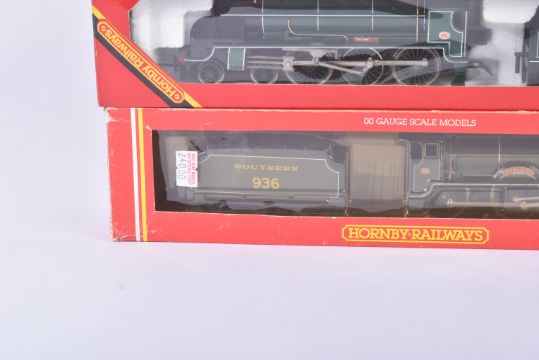 Hornby Railways
00 GAUGE SCALE MODELS
SOUTHERN
936
HORNBY RAILWAYS